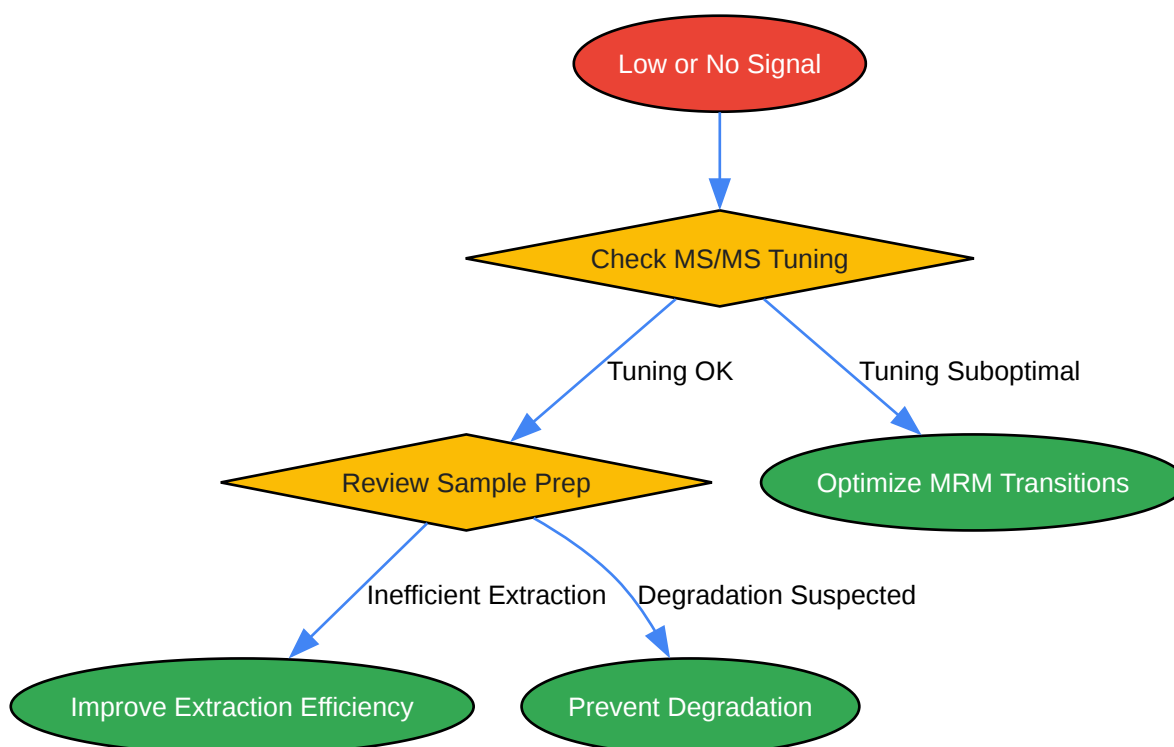 Low or No Signal
Check MS/MS Tuning
Tuning OK
Tuning Suboptimal
Review Sample Prep
Optimize MRM Transitions
Inefficient Extraction
Degradation Suspected
Improve Extraction Efficiency
Prevent Degradation